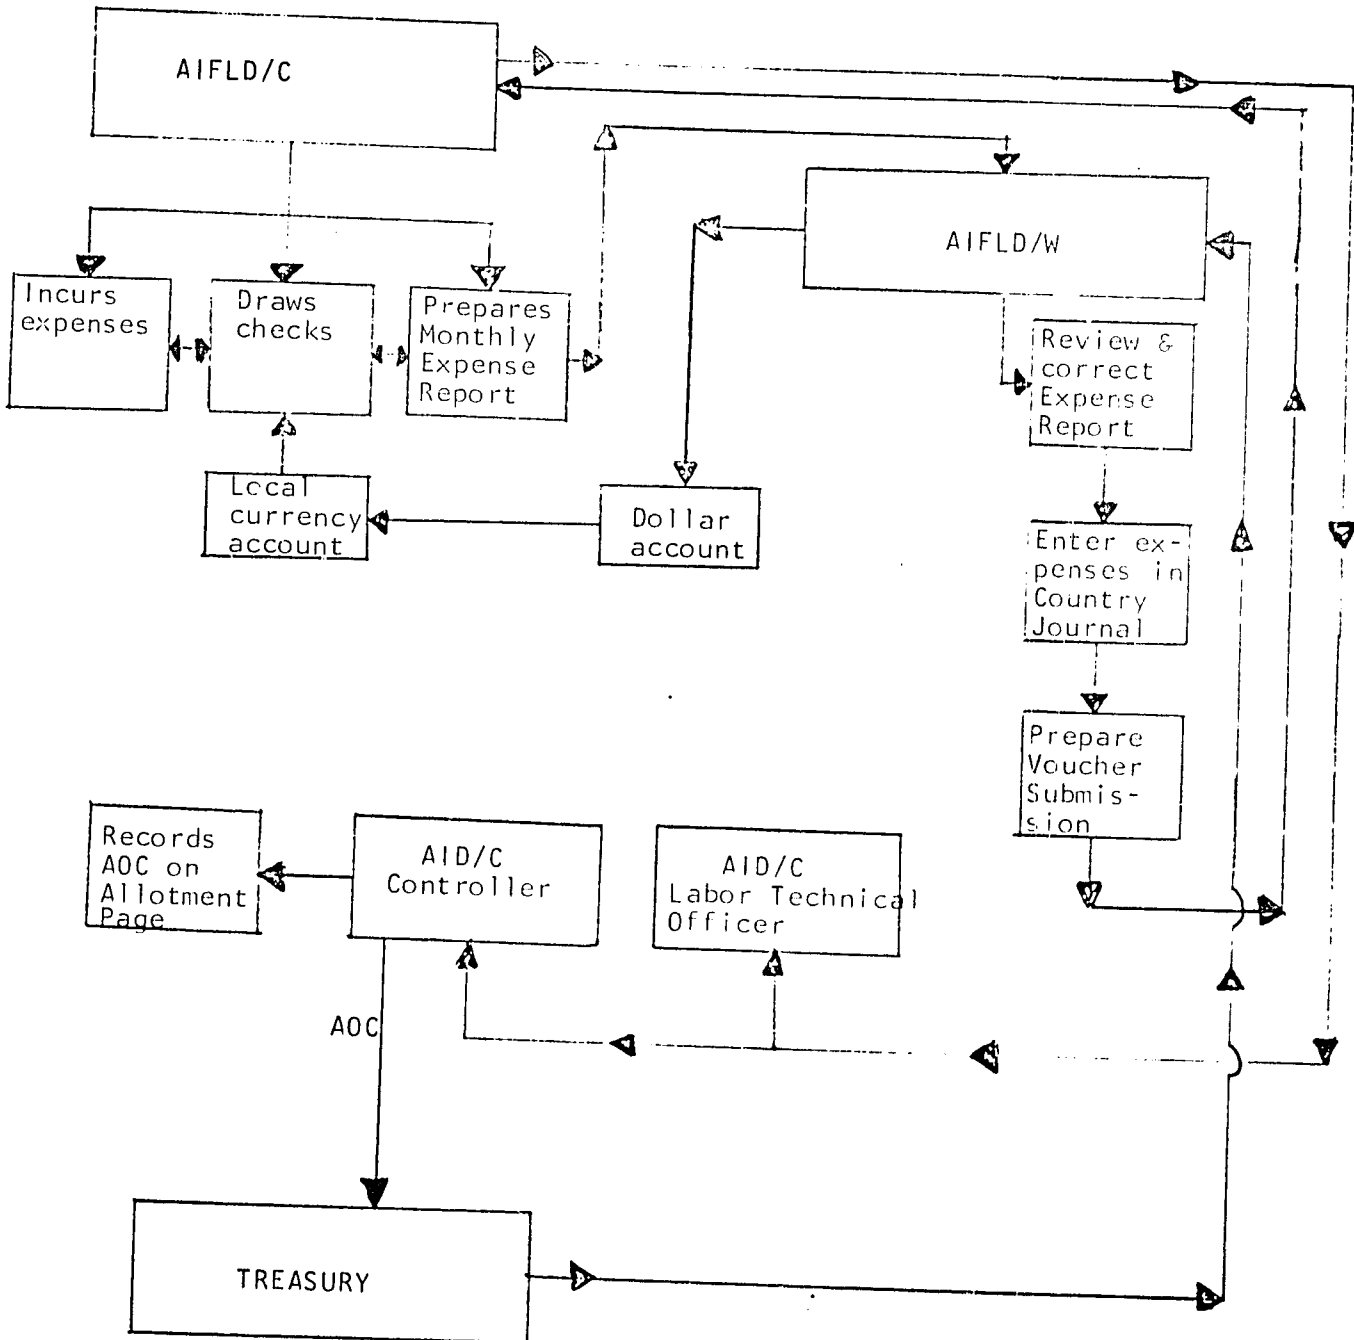 AIFLD/C
AIFLD/W
Incurs
expenses
Draws
checks
Prepares
Monthly
Expense
Report
Review &
correct
Expense
Report
Local
currency
account
Dollar
account
Enter ex-
penses in
Country
Journal
Prepare
Voucher
Submis-
sion
Records
AOC on
Allotment
Page
AID/C
Controller
AID/C
Labor Technical
Officer
AOC
TREASURY